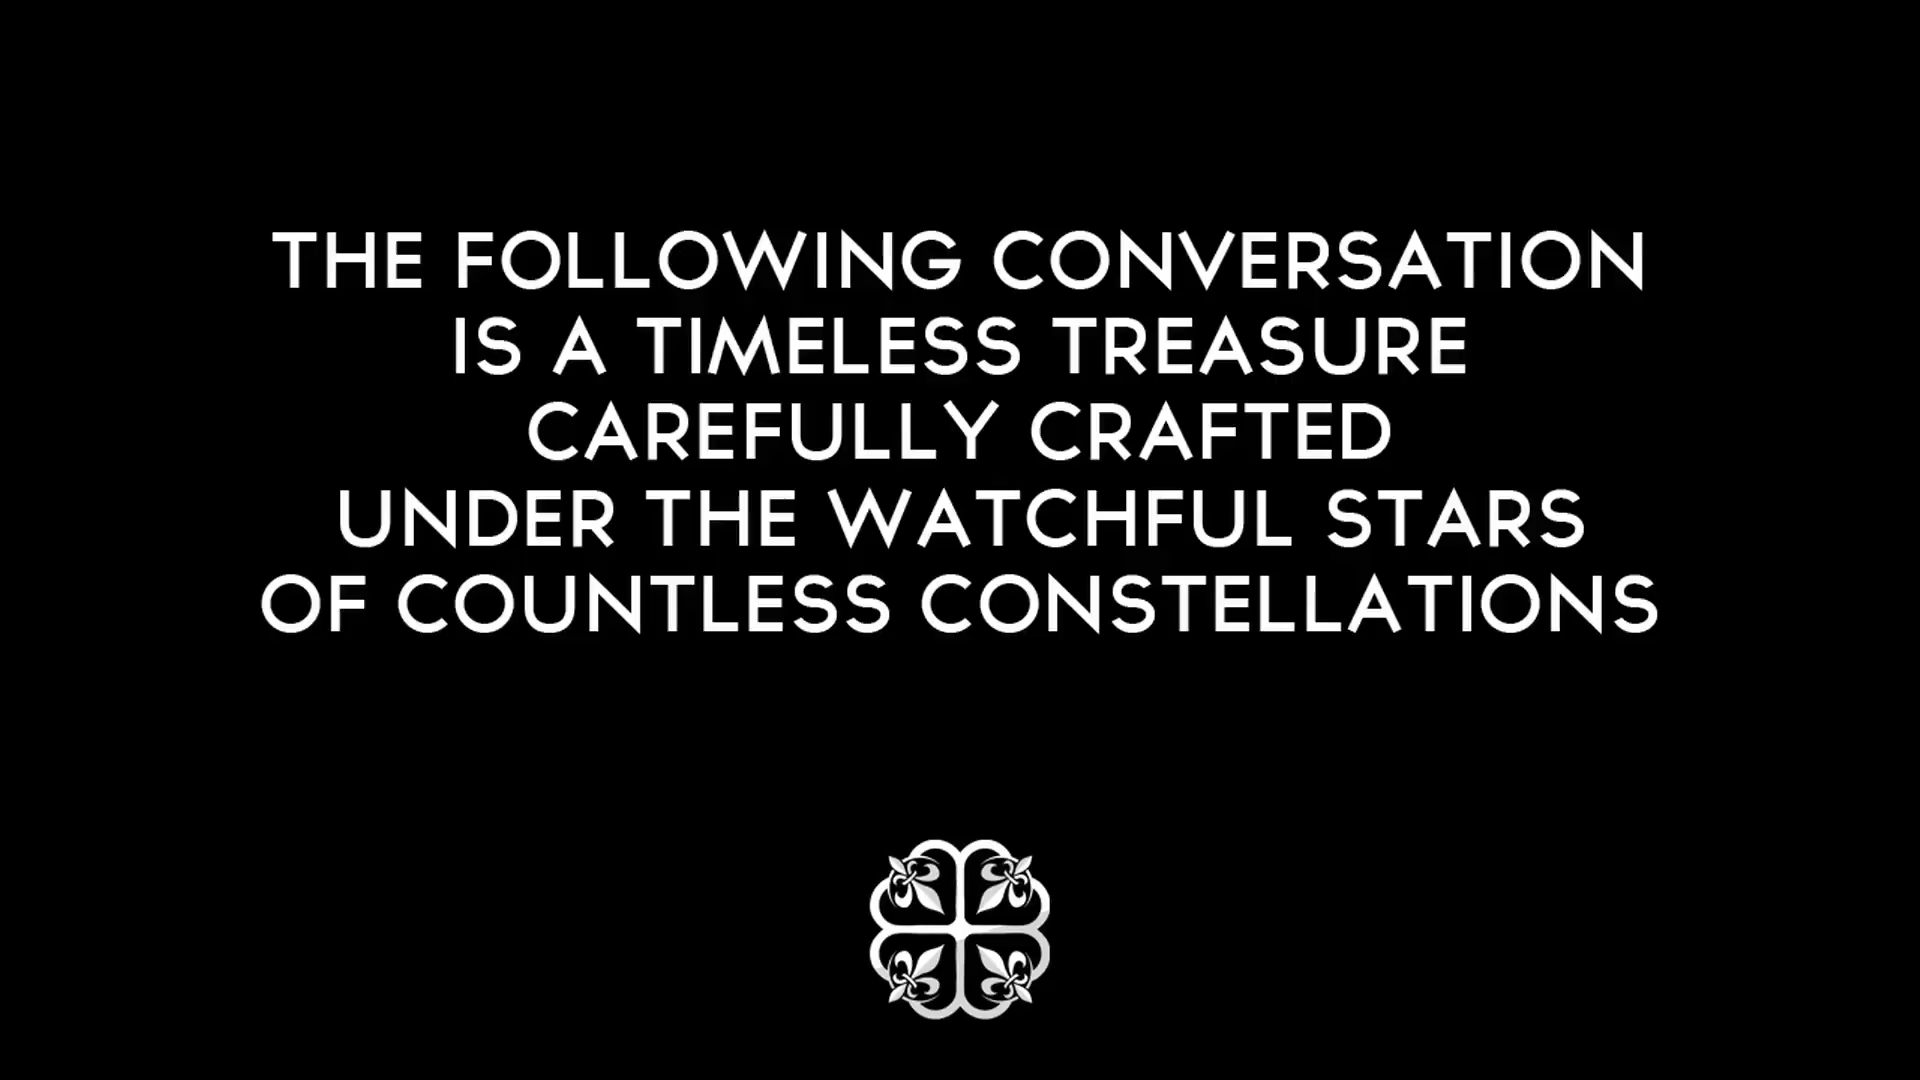 THE FOLLOWING CONVERSATION
IS A TIMELESS TREASURE
CAREFULLY CRAFTED
UNDER THE WATCHFUL STARS
OF COUNTLESS CONSTELLATIONS